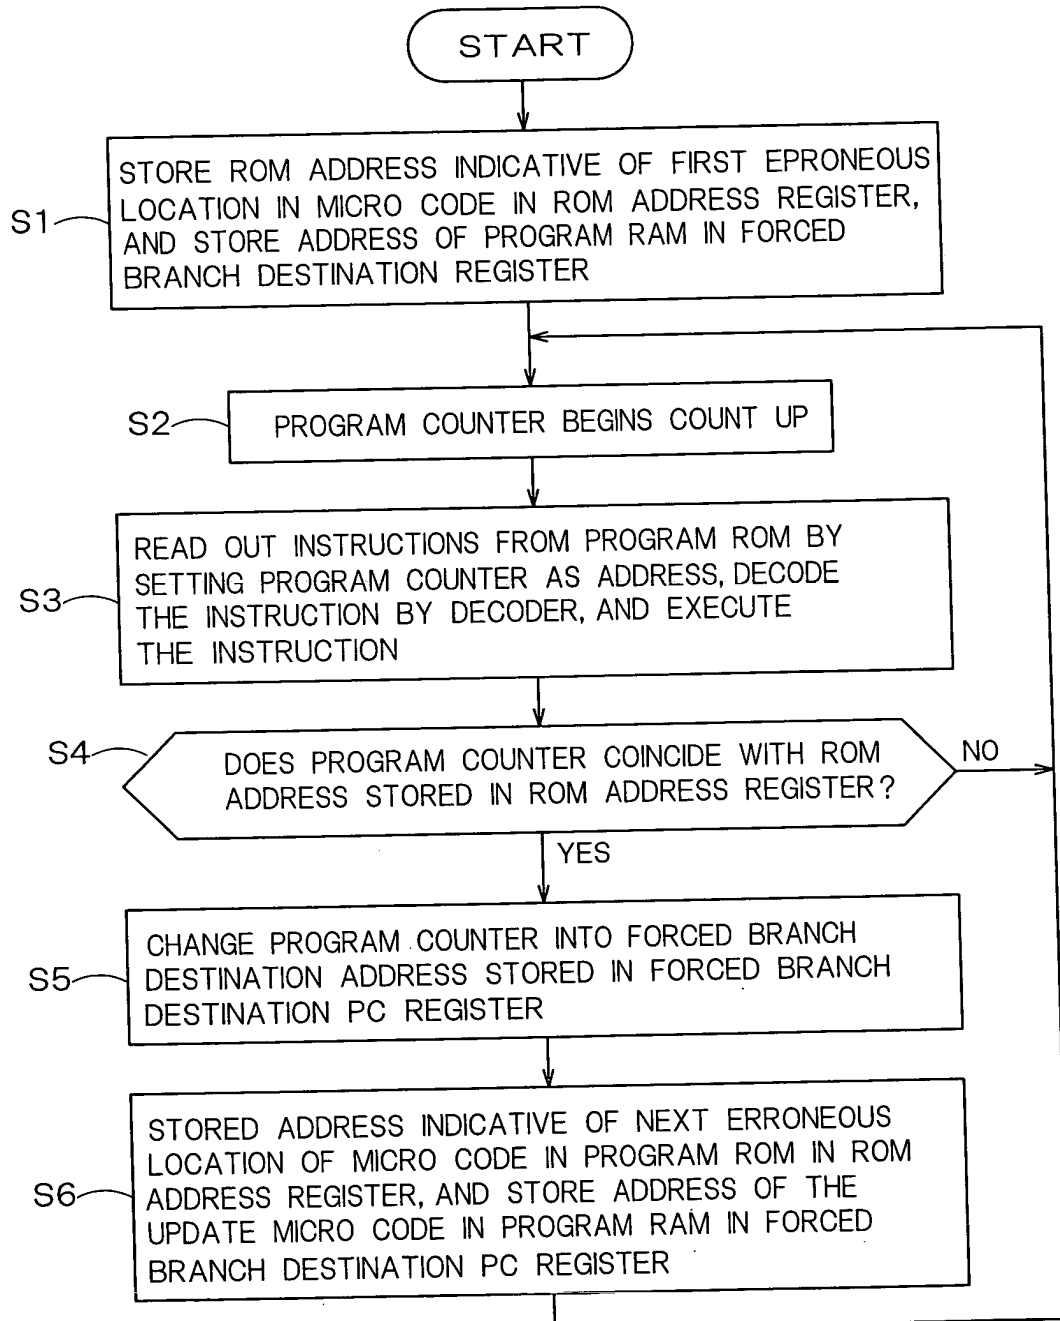 START
S1
STORE ROM ADDRESS INDICATIVE OF FIRST EPRONEOUS
LOCATION IN MICRO CODE IN ROM ADDRESS REGISTER,
AND STORE ADDRESS OF PROGRAM RAM IN FORCED
BRANCH DESTINATION REGISTER
S2
PROGRAM COUNTER BEGINS COUNT UP
S3
READ OUT INSTRUCTIONS FROM PROGRAM ROM BY
SETTING PROGRAM COUNTER AS ADDRESS, DECODE
THE INSTRUCTION BY DECODER, AND EXECUTE
THE INSTRUCTION
S4
DOES PROGRAM COUNTER COINCIDE WITH ROM
ADDRESS STORED IN ROM ADDRESS REGISTER?
NO
YES
S5
CHANGE PROGRAM COUNTER INTO FORCED BRANCH
DESTINATION ADDRESS STORED IN FORCED BRANCH
DESTINATION PC REGISTER
S6
STORED ADDRESS INDICATIVE OF NEXT ERRONEOUS
LOCATION OF MICRO CODE IN PROGRAM ROM IN ROM
ADDRESS REGISTER, AND STORE ADDRESS OF THE
UPDATE MICRO CODE IN PROGRAM RAM IN FORCED
BRANCH DESTINATION PC REGISTER